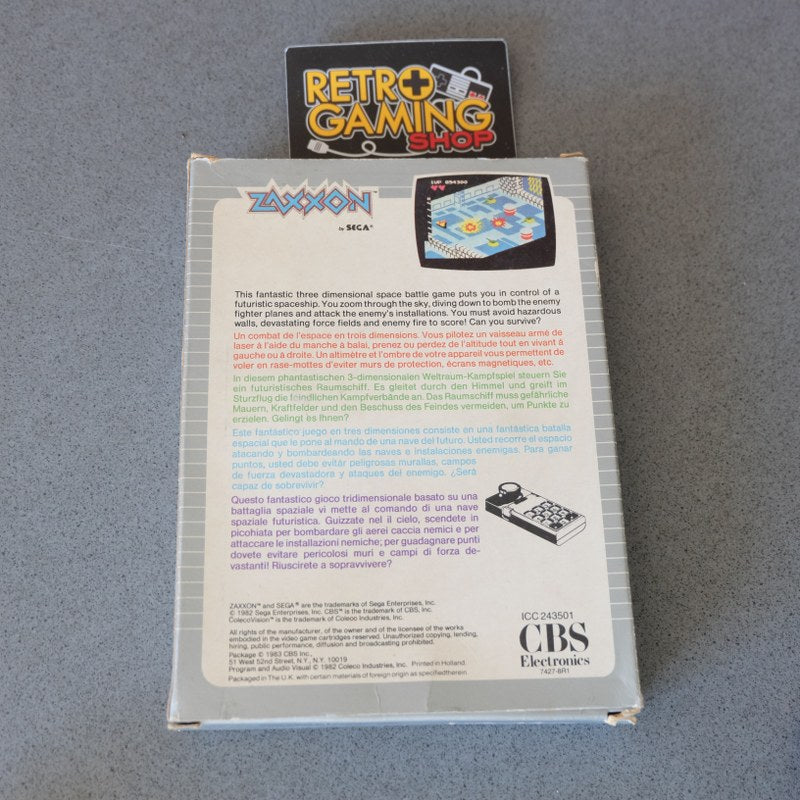 RETRO
GAMING
SHOP
ZAXXON™
by SEGA®
1UP 054300
This fantastic three dimensional space battle game puts you in control of a
futuristic spaceship. You zoom through the sky, diving down to bomb the enemy
fighter planes and attack the enemy's installations. You must avoid hazardous
walls, devastating force fields and enemy fire to score! Can you survive?
Un combat de l'espace en trois dimensions. Vous pilotez un vaisseau armé de
laser à l'aide du manche à balai, prenez ou perdez de l'altitude tout en vivant à
gauche ou à droite. Un altimètre et l'ombre de votre appareil vous permettent de
voler en rase-mottes d'éviter murs de protection, écrans magnetiques, etc.
In diesem phantastischen 3-dimensionalen Weltraum-Kampfspiel steuern Sie
ein futuristisches Raumschiff. Es gleitet durch den Himmel und greift im
Sturzflug die feindlichen Kampfverbände an. Das Raumschiff muss gefährliche
Mauern, Kraftfelder und den Beschuss des Feindes vermeiden, um Punkte zu
erzielen. Gelingt es Ihnen?
Este fantástico juego en tres dimensiones consiste en una fantástica batalla
espacial que le pone al mando de una nave del futuro. Usted recorre el espacio
atacando y bombardeando las naves e instalaciones enemigas. Para ganar
puntos, usted debe evitar peligrosas murallas, campos
de fuerza devastadora y ataques del enemigo. ¿Será
capaz de sobrevivir?
Questo fantastico gioco tridimensionale basato su una
battaglia spaziale vi mette al comando di una nave
spaziale futuristica. Guizzate nel il cielo, scendete in
picchiata per bombardare gli aerei caccia nemici e per
attaccare le installazioni nemiche; per guadagnare punti
dovete evitare pericolosi muri e campi di forza de-
vastanti! Riuscirete a sopravvivere?
ZAXXON™ and SEGA® are the trademarks of Sega Enterprises, Inc.
© 1982 Sega Enterprises, Inc. CBS™ is the trademark of CBS, Inc.
ColecoVision™ is the trademark of Coleco Industries, Inc.
All rights of the manufacturer, of the owner and of the licensee of the works
embodied in the video game cartridges reserved. Unauthorized copying, lending,
hiring, public performance, diffusion and broadcasting prohibited.
Package © 1983 CBS Inc.,
51 West 52nd Street, N.Y., N.Y. 10019
Program and Audio Visual © 1982 Coleco Industries, Inc. Printed in Holland
Packaged in The U.K. with certain materials of foreign origin as specified therein
ICC 243501
CBS
Electronics
7427-8R1